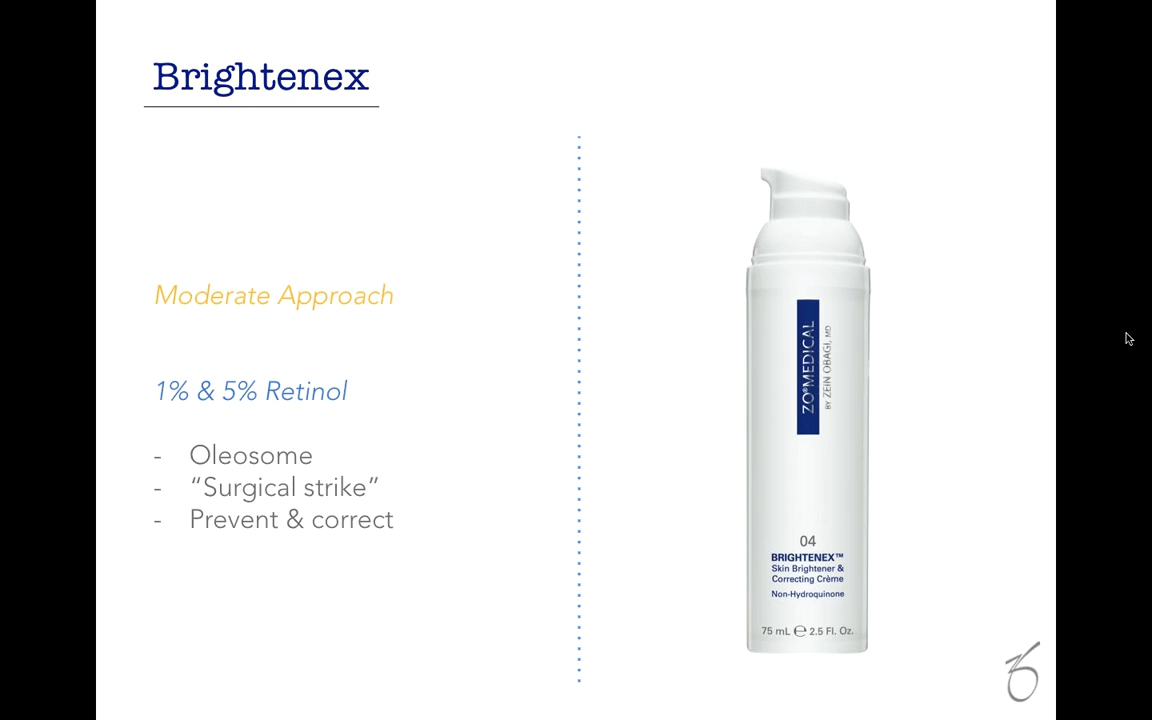 Brightenex
Moderate Approach
1% & 5% Retinol
- Oleosome
- “Surgical strike”
- Prevent & correct
ZO®MEDICAL
BY ZEIN OBAGI, MD
04
BRIGHTENEX™
Skin Brightener &
Correcting Crème
Non-Hydroquinone
75 mL ℮ 2.5 Fl. Oz.